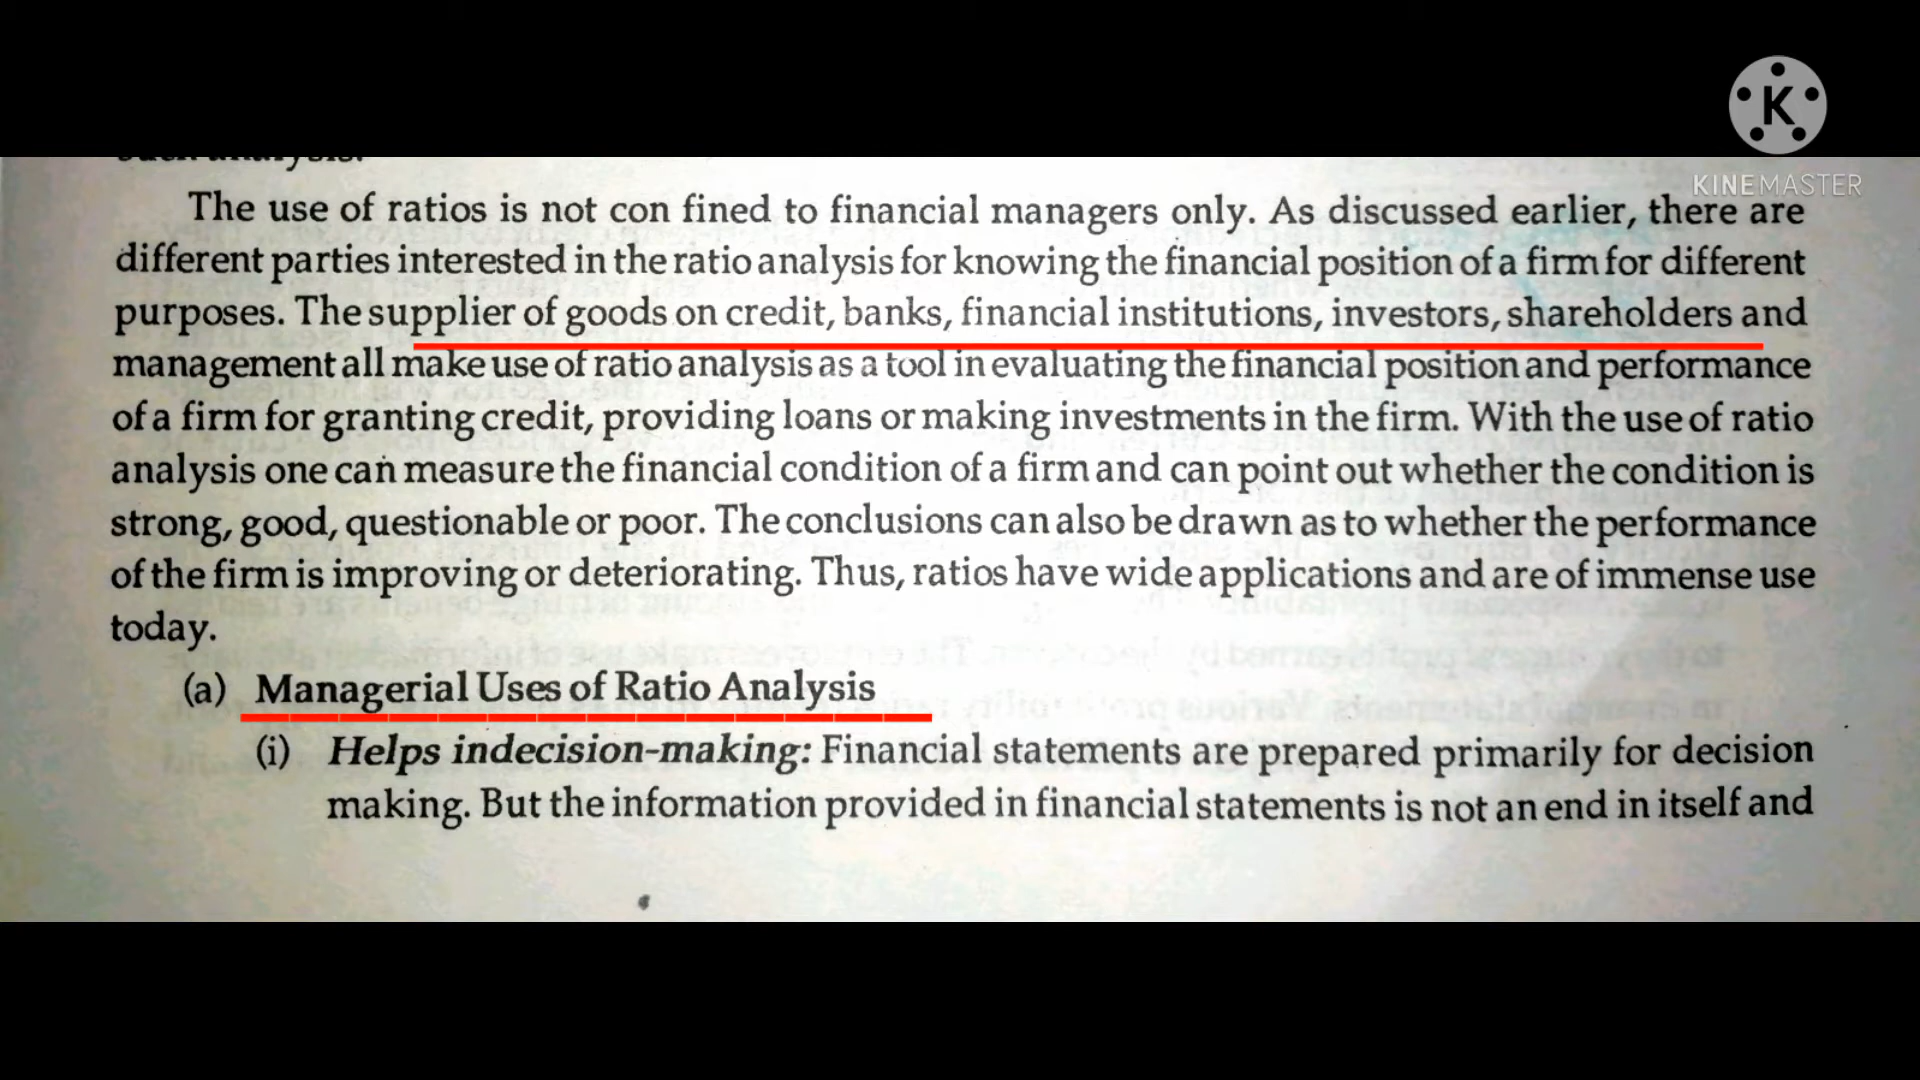 K
KINEMASTER
such analysis.
The use of ratios is not con fined to financial managers only. As discussed earlier, there are
different parties interested in the ratio analysis for knowing the financial position of a firm for different
purposes. The supplier of goods on credit, banks, financial institutions, investors, shareholders and
management all make use of ratio analysis as a tool in evaluating the financial position and performance
of a firm for granting credit, providing loans or making investments in the firm. With the use of ratio
analysis one can measure the financial condition of a firm and can point out whether the condition is
strong, good, questionable or poor. The conclusions can also be drawn as to whether the performance
of the firm is improving or deteriorating. Thus, ratios have wide applications and are of immense use
today.
(a) Managerial Uses of Ratio Analysis
(i) Helps indecision-making: Financial statements are prepared primarily for decision
making. But the information provided in financial statements is not an end in itself and